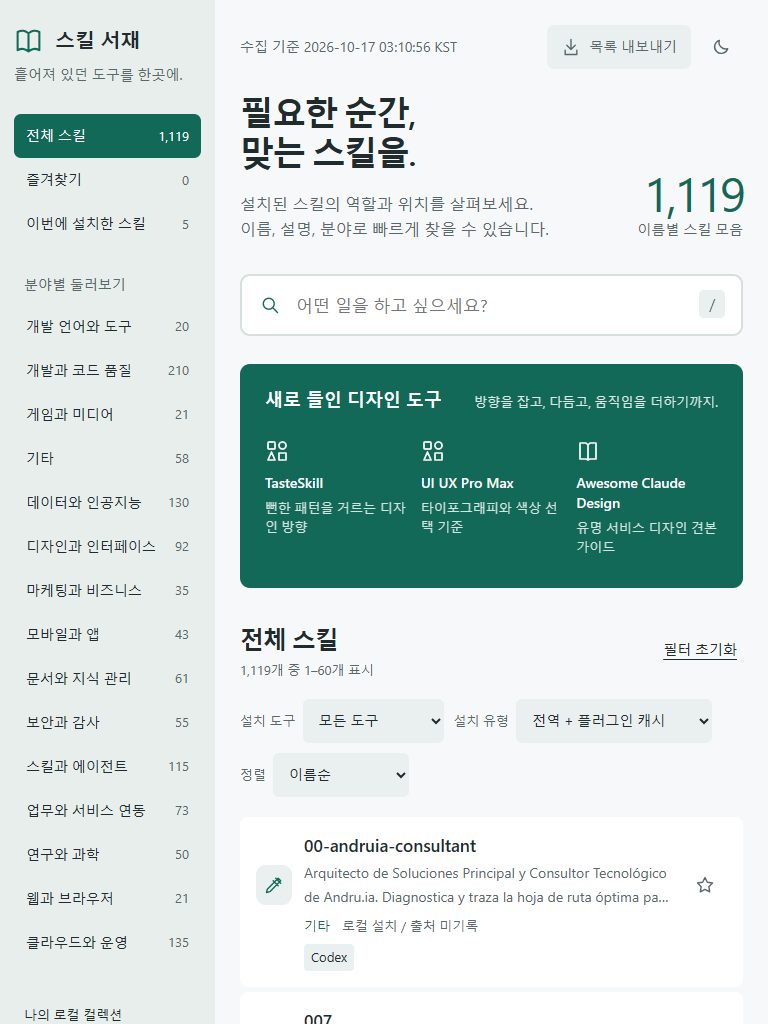 스킬 서재
흩어져 있던 도구를 한곳에.
전체 스킬 1,119
즐겨찾기 0
이번에 설치한 스킬 5
분야별 둘러보기
개발 언어와 도구 20
개발과 코드 품질 210
게임과 미디어 21
기타 58
데이터와 인공지능 130
디자인과 인터페이스 92
마케팅과 비즈니스 35
모바일과 앱 43
문서와 지식 관리 61
보안과 감사 55
스킬과 에이전트 115
업무와 서비스 연동 73
연구와 과학 50
웹과 브라우저 21
클라우드와 운영 135
나의 로컬 컬렉션
수집 기준 2026-10-17 03:10:56 KST
목록 내보내기
필요한 순간,
맞는 스킬을.
설치된 스킬의 역할과 위치를 살펴보세요.
이름, 설명, 분야로 빠르게 찾을 수 있습니다.
1,119
이름별 스킬 모음
어떤 일을 하고 싶으세요? /
새로 들인 디자인 도구
방향을 잡고, 다듬고, 움직임을 더하기까지.
TasteSkill
뻔한 패턴을 거르는 디자
인 방향
UI UX Pro Max
타이포그래피와 색상 선
택 기준
Awesome Claude
Design
유명 서비스 디자인 견본
가이드
전체 스킬
1,119개 중 1–60개 표시
필터 초기화
설치 도구 모든 도구 설치 유형 전역 + 플러그인 캐시
정렬 이름순
00-andruia-consultant
Arquitecto de Soluciones Principal y Consultor Tecnológico
de Andru.ia. Diagnostica y traza la hoja de ruta óptima pa...
기타 로컬 설치 / 출처 미기록
Codex
007